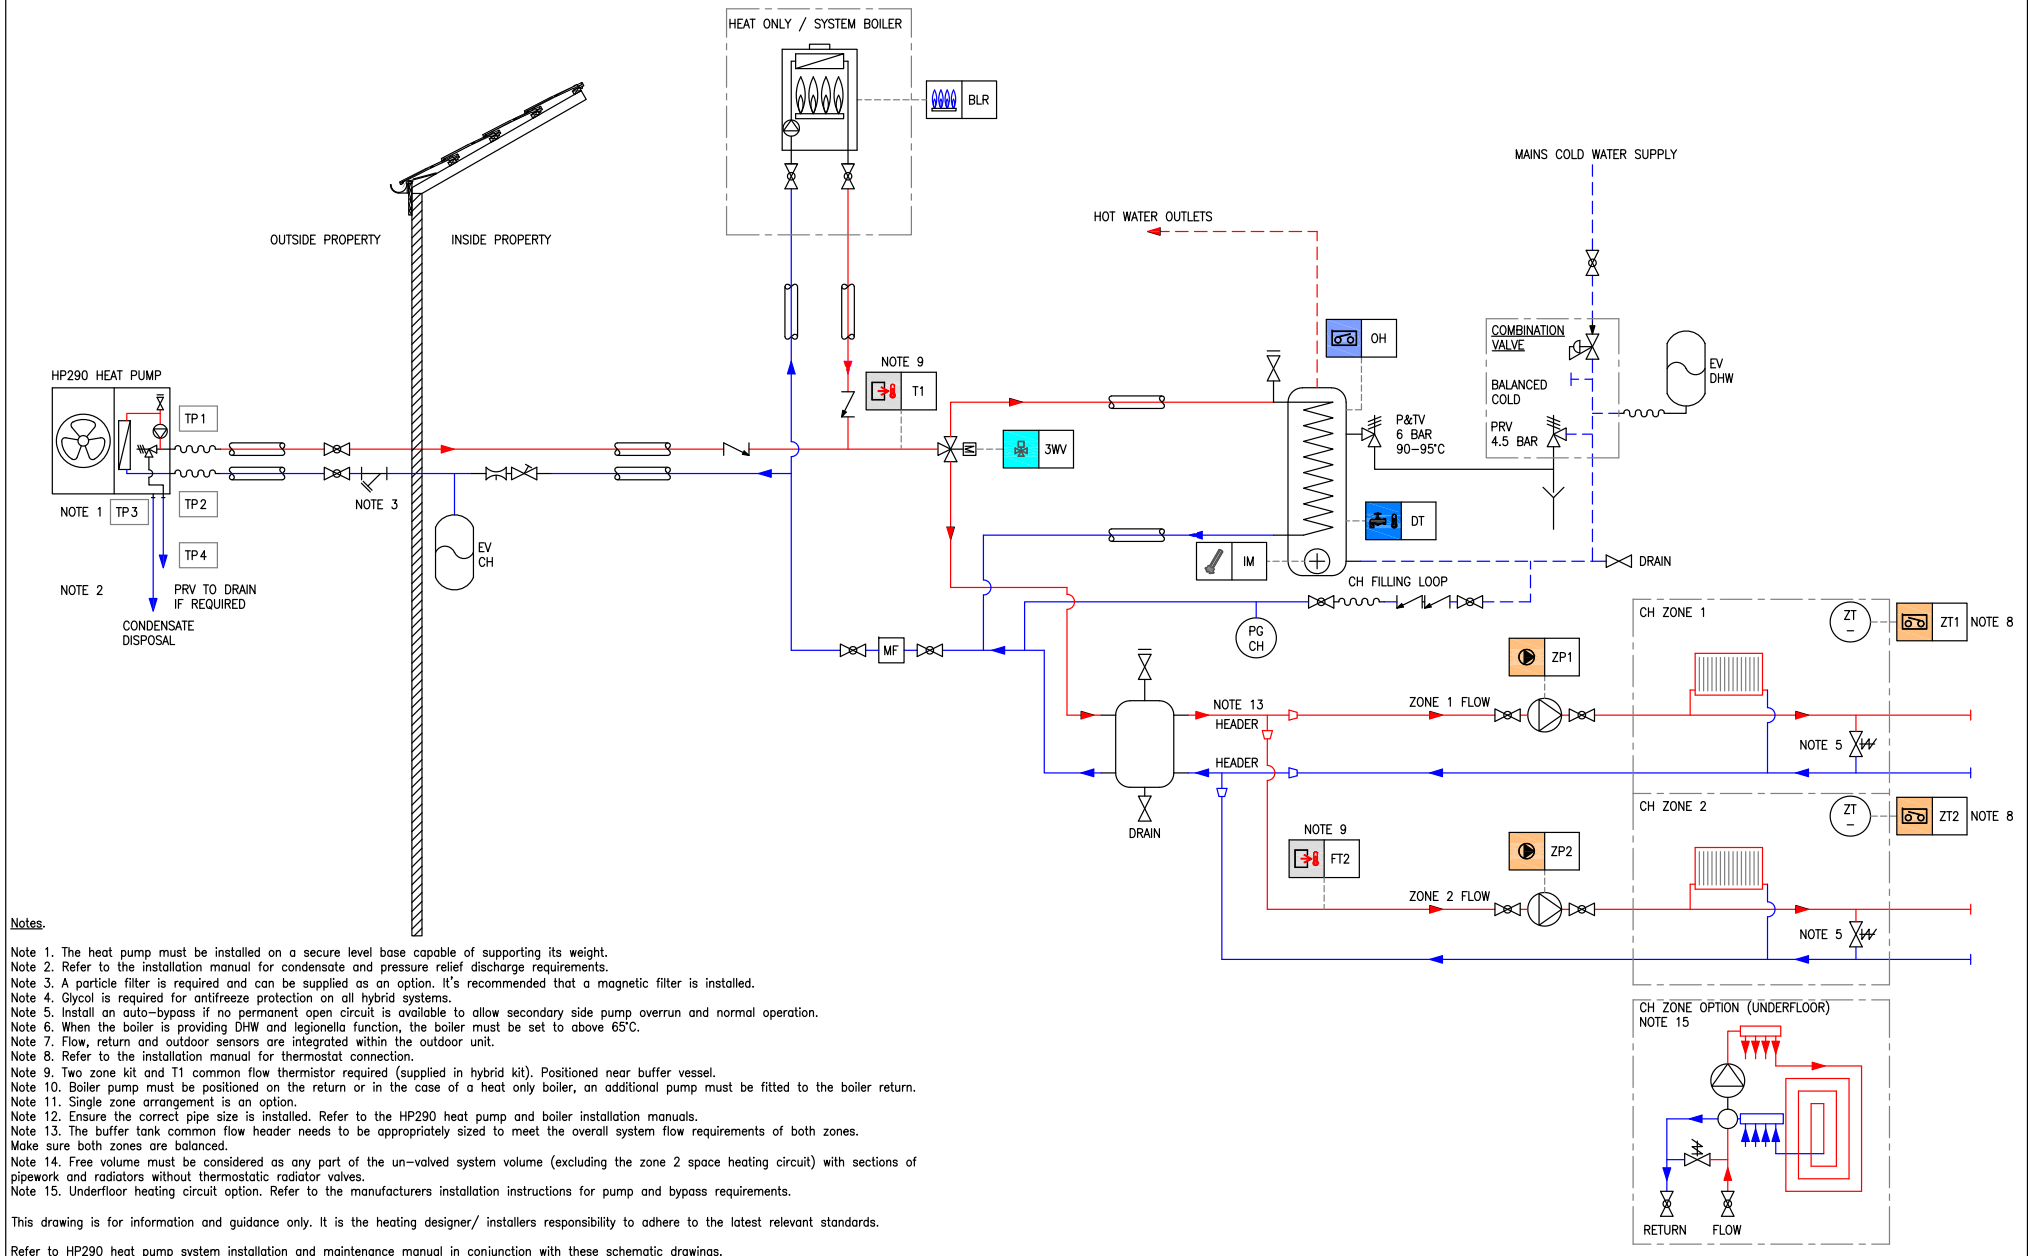 HEAT ONLY / SYSTEM BOILER
BLR
MAINS COLD WATER SUPPLY
HOT WATER OUTLETS
OUTSIDE PROPERTY
INSIDE PROPERTY
COMBINATION
VALVE
OH
NOTE 9
T1
EV
DHW
HP290 HEAT PUMP
BALANCED
COLD
TP1
P&TV
6 BAR
90-95°C
PRV
4.5 BAR
M
3WV
NOTE 3
TP2
NOTE 1
TP3
DT
EV
CH
TP4
IM
DRAIN
CH FILLING LOOP
NOTE 2
PRV TO DRAIN
IF REQUIRED
CONDENSATE
DISPOSAL
PG
CH
MF
CH ZONE 1
ZT
–
ZT1
NOTE 8
ZP1
NOTE 13
HEADER
ZONE 1 FLOW
NOTE 5
HEADER
DRAIN
CH ZONE 2
ZT
–
ZT2
NOTE 8
NOTE 9
FT2
ZP2
ZONE 2 FLOW
NOTE 5
Notes.
Note 1. The heat pump must be installed on a secure level base capable of supporting its weight.
Note 2. Refer to the installation manual for condensate and pressure relief discharge requirements.
Note 3. A particle filter is required and can be supplied as an option. It's recommended that a magnetic filter is installed.
Note 4. Glycol is required for antifreeze protection on all hybrid systems.
Note 5. Install an auto-bypass if no permanent open circuit is available to allow secondary side pump overrun and normal operation.
Note 6. When the boiler is providing DHW and legionella function, the boiler must be set to above 65°C.
Note 7. Flow, return and outdoor sensors are integrated within the outdoor unit.
Note 8. Refer to the installation manual for thermostat connection.
Note 9. Two zone kit and T1 common flow thermistor required (supplied in hybrid kit). Positioned near buffer vessel.
Note 10. Boiler pump must be positioned on the return or in the case of a heat only boiler, an additional pump must be fitted to the boiler return.
Note 11. Single zone arrangement is an option.
Note 12. Ensure the correct pipe size is installed. Refer to the HP290 heat pump and boiler installation manuals.
Note 13. The buffer tank common flow header needs to be appropriately sized to meet the overall system flow requirements of both zones.
Make sure both zones are balanced.
Note 14. Free volume must be considered as any part of the un-valved system volume (excluding the zone 2 space heating circuit) with sections of
pipework and radiators without thermostatic radiator valves.
Note 15. Underfloor heating circuit option. Refer to the manufacturers installation instructions for pump and bypass requirements.
This drawing is for information and guidance only. It is the heating designer/ installers responsibility to adhere to the latest relevant standards.
Refer to HP290 heat pump system installation and maintenance manual in conjunction with these schematic drawings.
CH ZONE OPTION (UNDERFLOOR)
NOTE 15
RETURN
FLOW